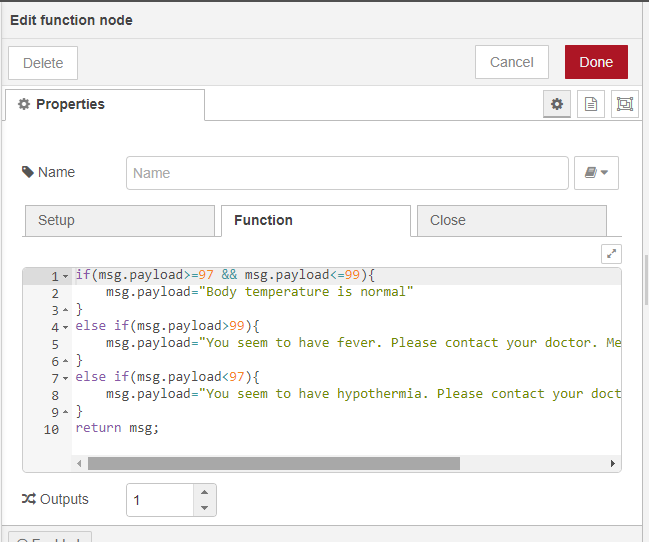 Edit function node
Delete
Cancel
Done
Properties
Name
Name
Setup
Function
Close
1 if(msg.payload>=97 && msg.payload<=99){
2 msg.payload="Body temperature is normal"
3 }
4 else if(msg.payload>99){
5 msg.payload="You seem to have fever. Please contact your doctor. Me
6 }
7 else if(msg.payload<97){
8 msg.payload="You seem to have hypothermia. Please contact your doct
9 }
10 return msg;
Outputs
1